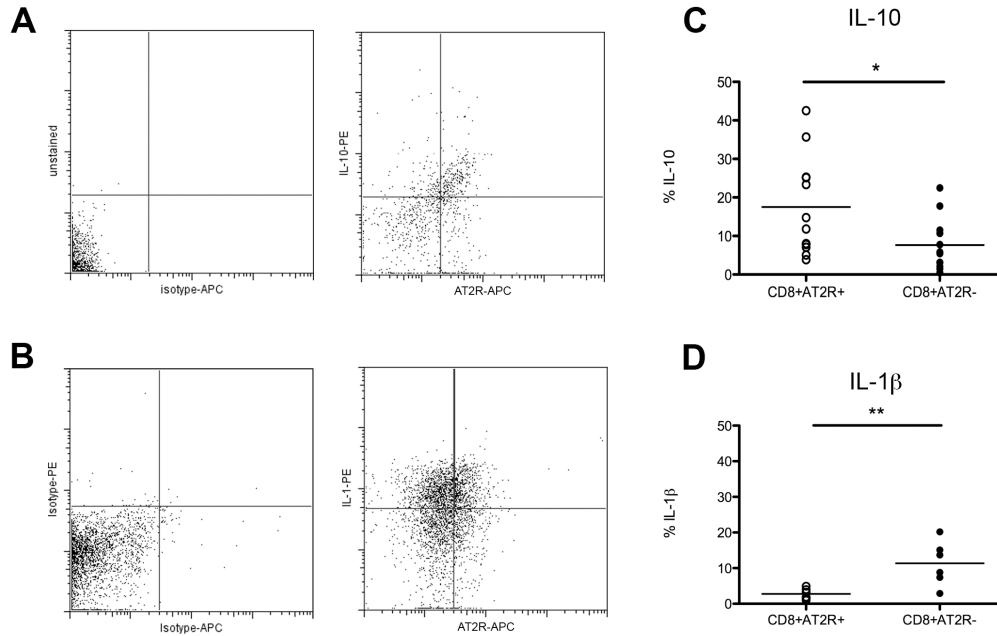 A
unstained
isotype-APC
IL-10-PE
AT2R-APC
B
Isotype-PE
Isotype-APC
IL-1-PE
AT2R-APC
C
IL-10
*
% IL-10
50
40
30
20
10
0
CD8+AT2R+ CD8+AT2R-
D
IL-1β
**
% IL-1β
50
40
30
20
10
0
CD8+AT2R+ CD8+AT2R-